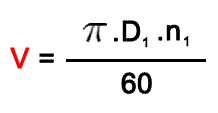 V = π .D₁ .n₁
60